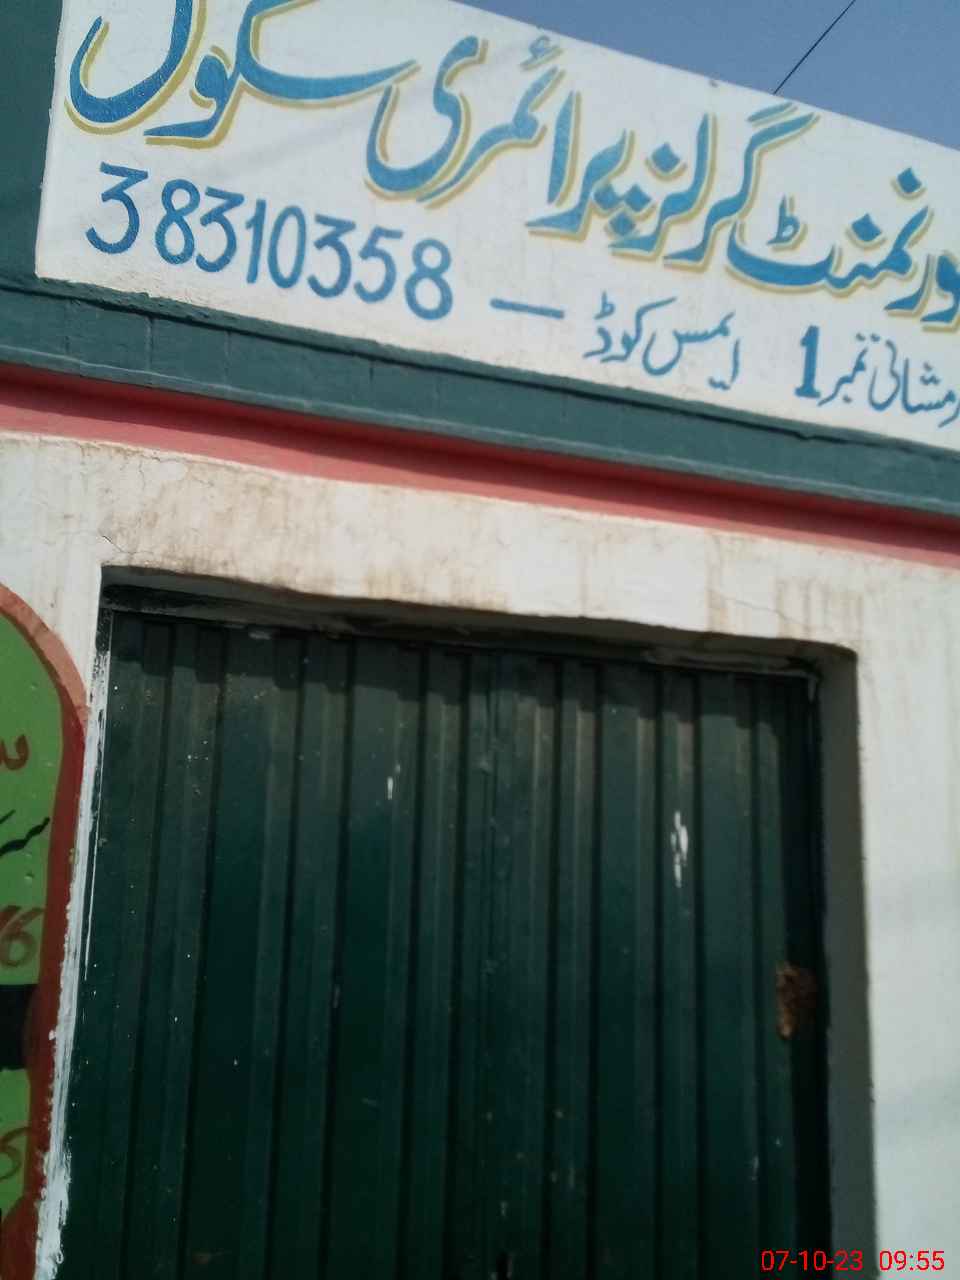 ورنمنٹ گرلز پرائمری سکول
رمشانی نمبر 1 ایمس کوڈ — 38310358
07-10-23 09:55